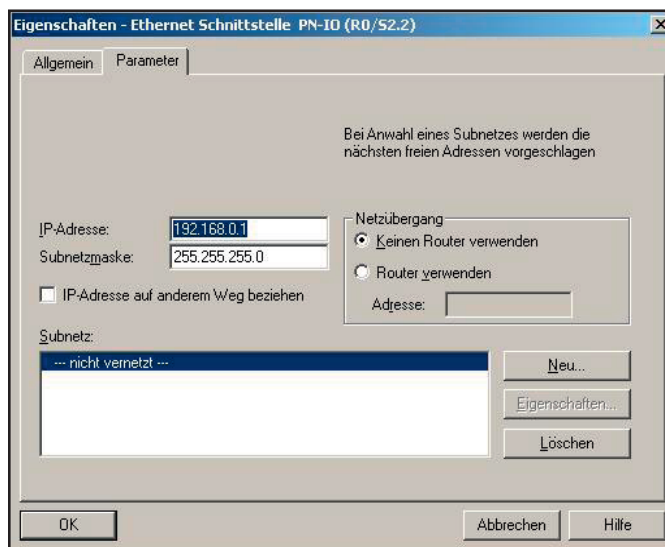 Eigenschaften - Ethernet Schnittstelle PN-IO (R0/S2.2)
Allgemein
Parameter
Bei Anwahl eines Subnetzes werden die
nächsten freien Adressen vorgeschlagen
IP-Adresse:
192.168.0.1
Subnetzmaske:
255.255.255.0
IP-Adresse auf anderem Weg beziehen
Netzübergang
Keinen Router verwenden
Router verwenden
Adresse:
Subnetz:
--- nicht vernetzt ---
Neu...
Eigenschaften...
Löschen
OK
Abbrechen
Hilfe